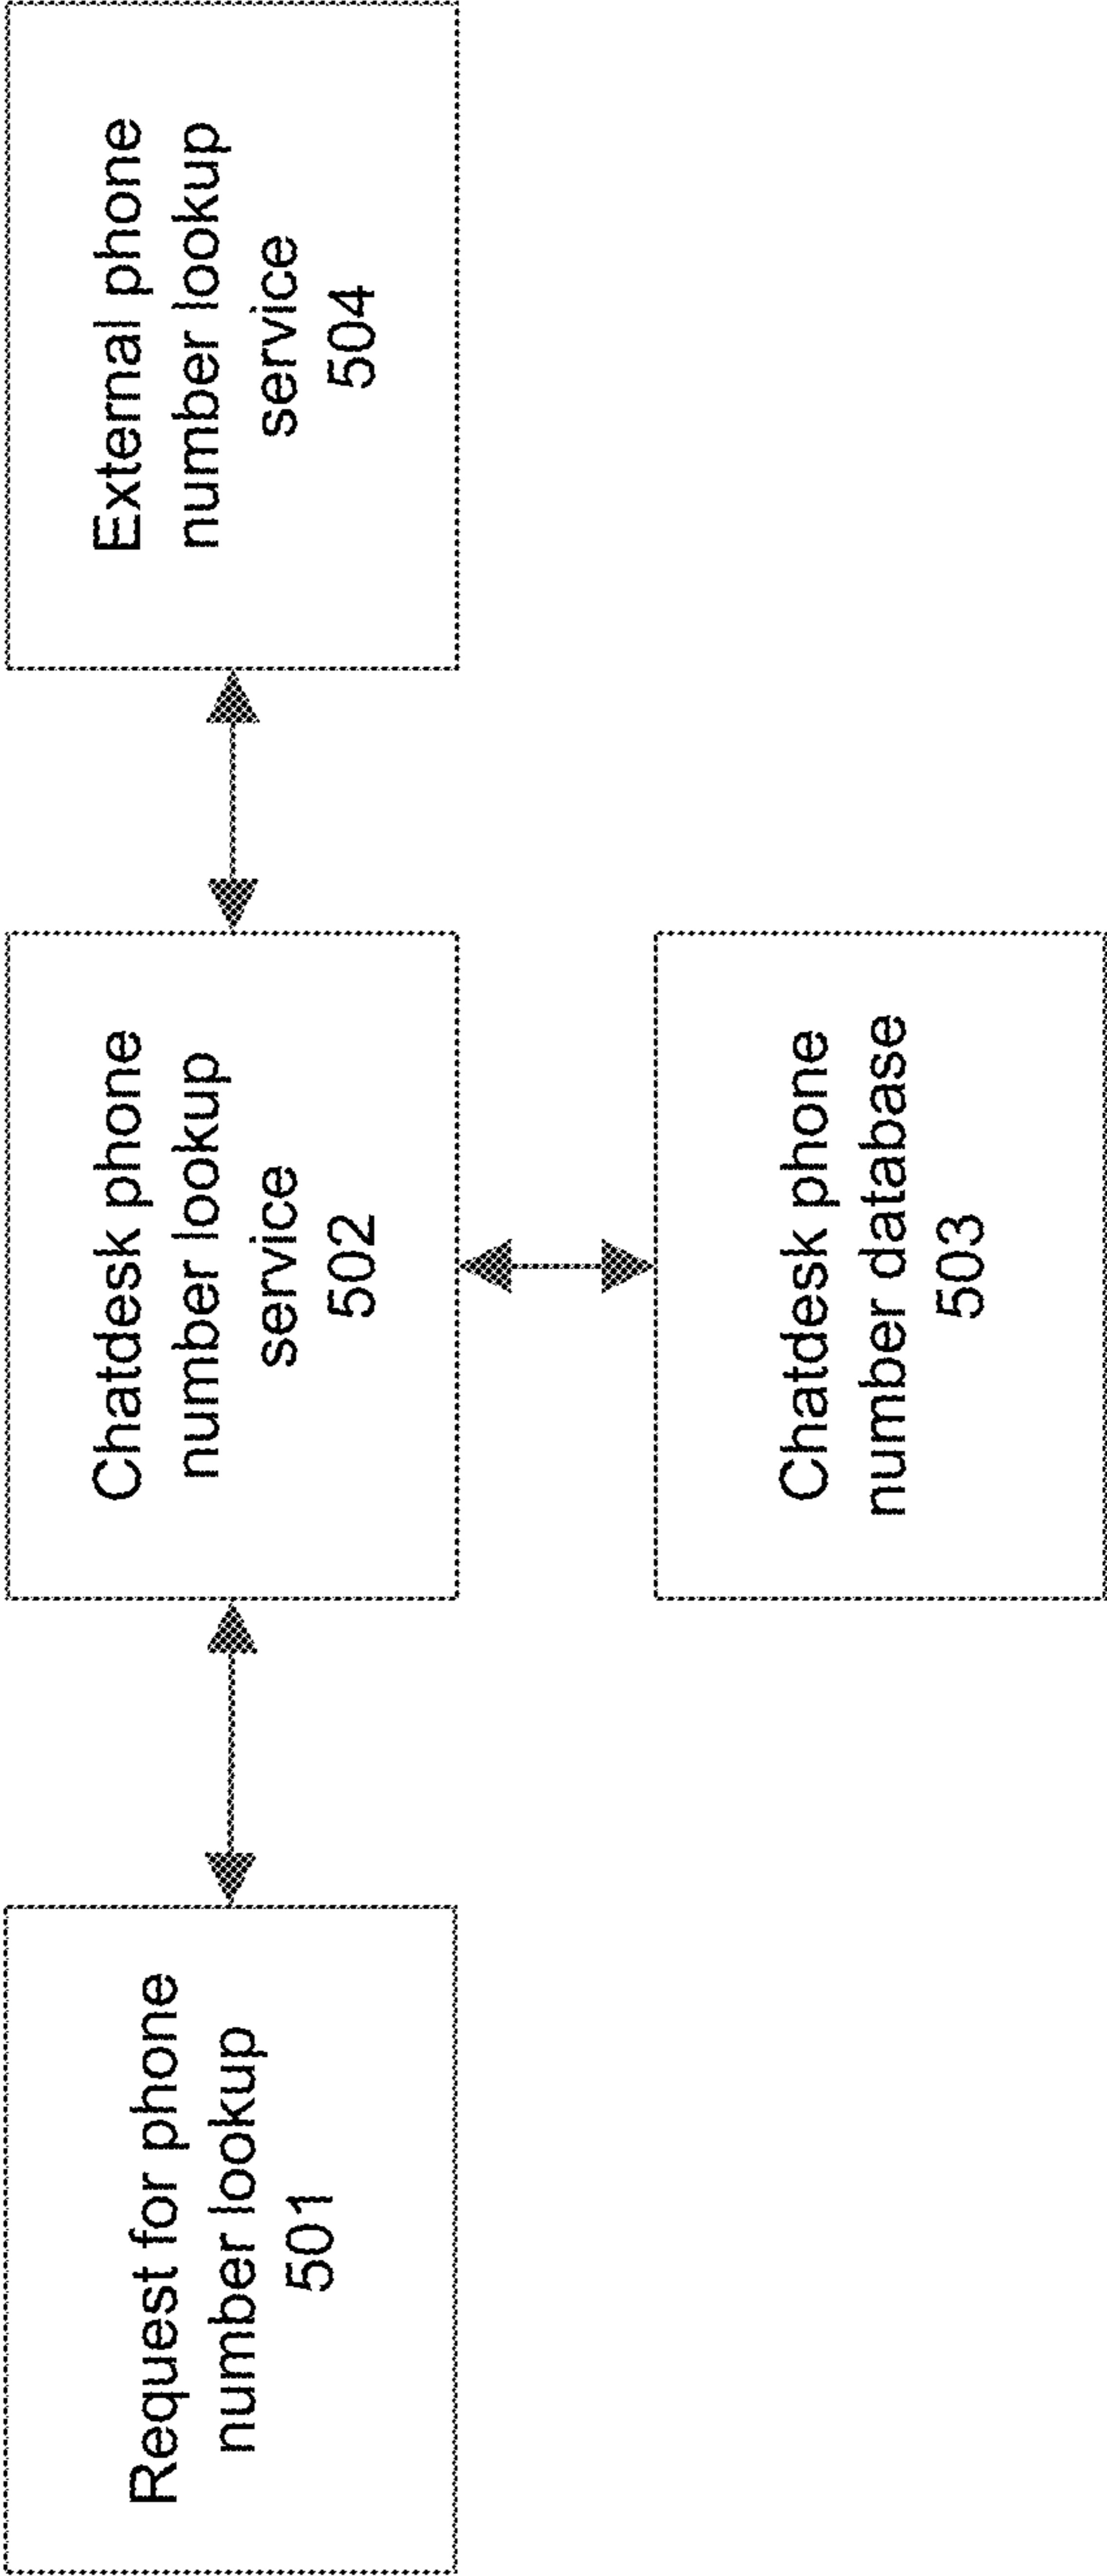 Request for phone
number lookup
501
Chatdesk phone
number lookup
service
502
External phone
number lookup
service
504
Chatdesk phone
number database
503